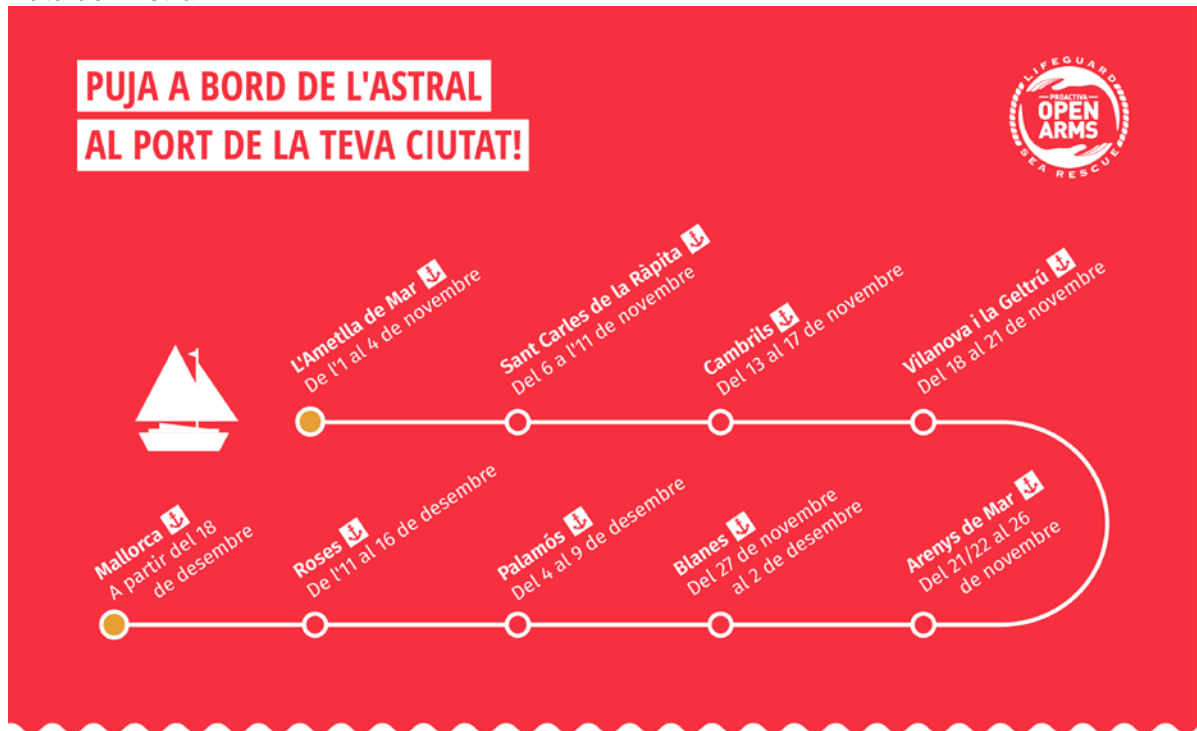 PUJA A BORD DE L'ASTRAL
AL PORT DE LA TEVA CIUTAT!
LIFEGUARD
PROACTIVA
OPEN
ARMS
SEA RESCUE
L'Ametlla de Mar
De l'1 al 4 de novembre
Sant Carles de la Ràpita
Del 6 a l'11 de novembre
Cambrils
Del 13 al 17 de novembre
Vilanova i la Geltrú
Del 18 al 21 de novembre
Arenys de Mar
Del 21/22 al 26
de novembre
Blanes
Del 27 de novembre
al 2 de desembre
Palamós
Del 4 al 9 de desembre
Roses
De l'11 al 16 de desembre
Mallorca
A partir del 18
de desembre